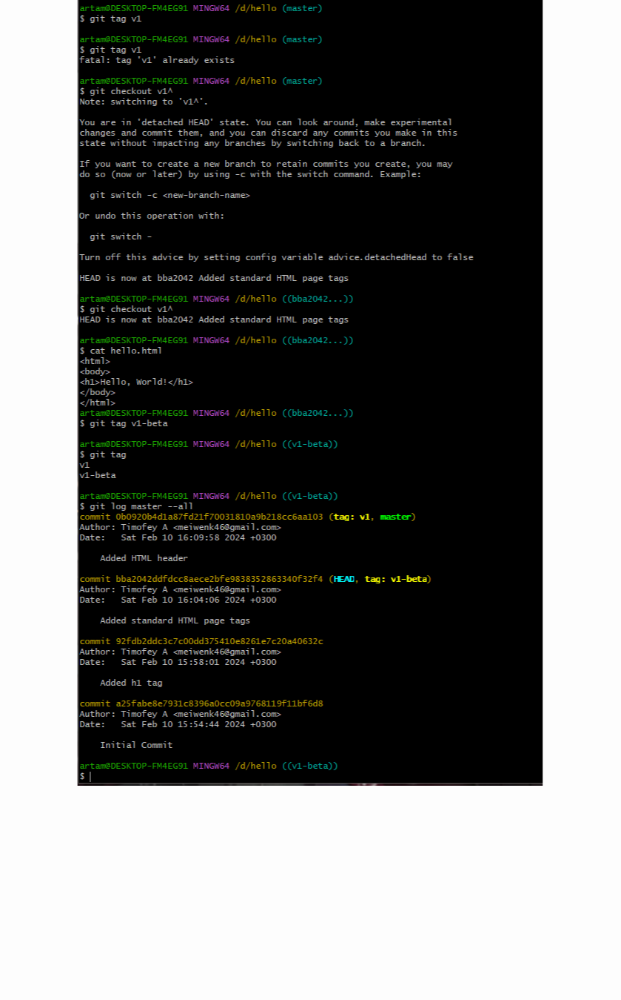 artam@DESKTOP-FM4EG91 MINGW64 /d/hello (master)
$ git tag v1
artam@DESKTOP-FM4EG91 MINGW64 /d/hello (master)
$ git tag v1
fatal: tag 'v1' already exists
artam@DESKTOP-FM4EG91 MINGW64 /d/hello (master)
$ git checkout v1^
Note: switching to 'v1^'.
You are in 'detached HEAD' state. You can look around, make experimental
changes and commit them, and you can discard any commits you make in this
state without impacting any branches by switching back to a branch.
If you want to create a new branch to retain commits you create, you may
do so (now or later) by using -c with the switch command. Example:
git switch -c <new-branch-name>
Or undo this operation with:
git switch -
Turn off this advice by setting config variable advice.detachedHead to false
HEAD is now at bba2042 Added standard HTML page tags
artam@DESKTOP-FM4EG91 MINGW64 /d/hello ((bba2042...))
$ git checkout v1^
HEAD is now at bba2042 Added standard HTML page tags
artam@DESKTOP-FM4EG91 MINGW64 /d/hello ((bba2042...))
$ cat hello.html
<html>
<body>
<h1>Hello, World!</h1>
</body>
</html>
artam@DESKTOP-FM4EG91 MINGW64 /d/hello ((bba2042...))
$ git tag v1-beta
artam@DESKTOP-FM4EG91 MINGW64 /d/hello ((v1-beta))
$ git tag
v1
v1-beta
artam@DESKTOP-FM4EG91 MINGW64 /d/hello ((v1-beta))
$ git log master --all
commit 0b0920b4d1a87fd21f70031810a9b218cc6aa103 (tag: v1, master)
Author: Timofey A <meiwenk46@gmail.com>
Date:   Sat Feb 10 16:09:58 2024 +0300
Added HTML header
commit bba2042ddfdcc8aece2bfe9838352863340f32f4 (HEAD, tag: v1-beta)
Author: Timofey A <meiwenk46@gmail.com>
Date:   Sat Feb 10 16:04:06 2024 +0300
Added standard HTML page tags
commit 92fdb2ddc3c7c00dd375410e8261e7c20a40632c
Author: Timofey A <meiwenk46@gmail.com>
Date:   Sat Feb 10 15:58:01 2024 +0300
Added h1 tag
commit a25fabe8e7931c8396a0cc09a9768119f11bf6d8
Author: Timofey A <meiwenk46@gmail.com>
Date:   Sat Feb 10 15:54:44 2024 +0300
Initial Commit
artam@DESKTOP-FM4EG91 MINGW64 /d/hello ((v1-beta))
$